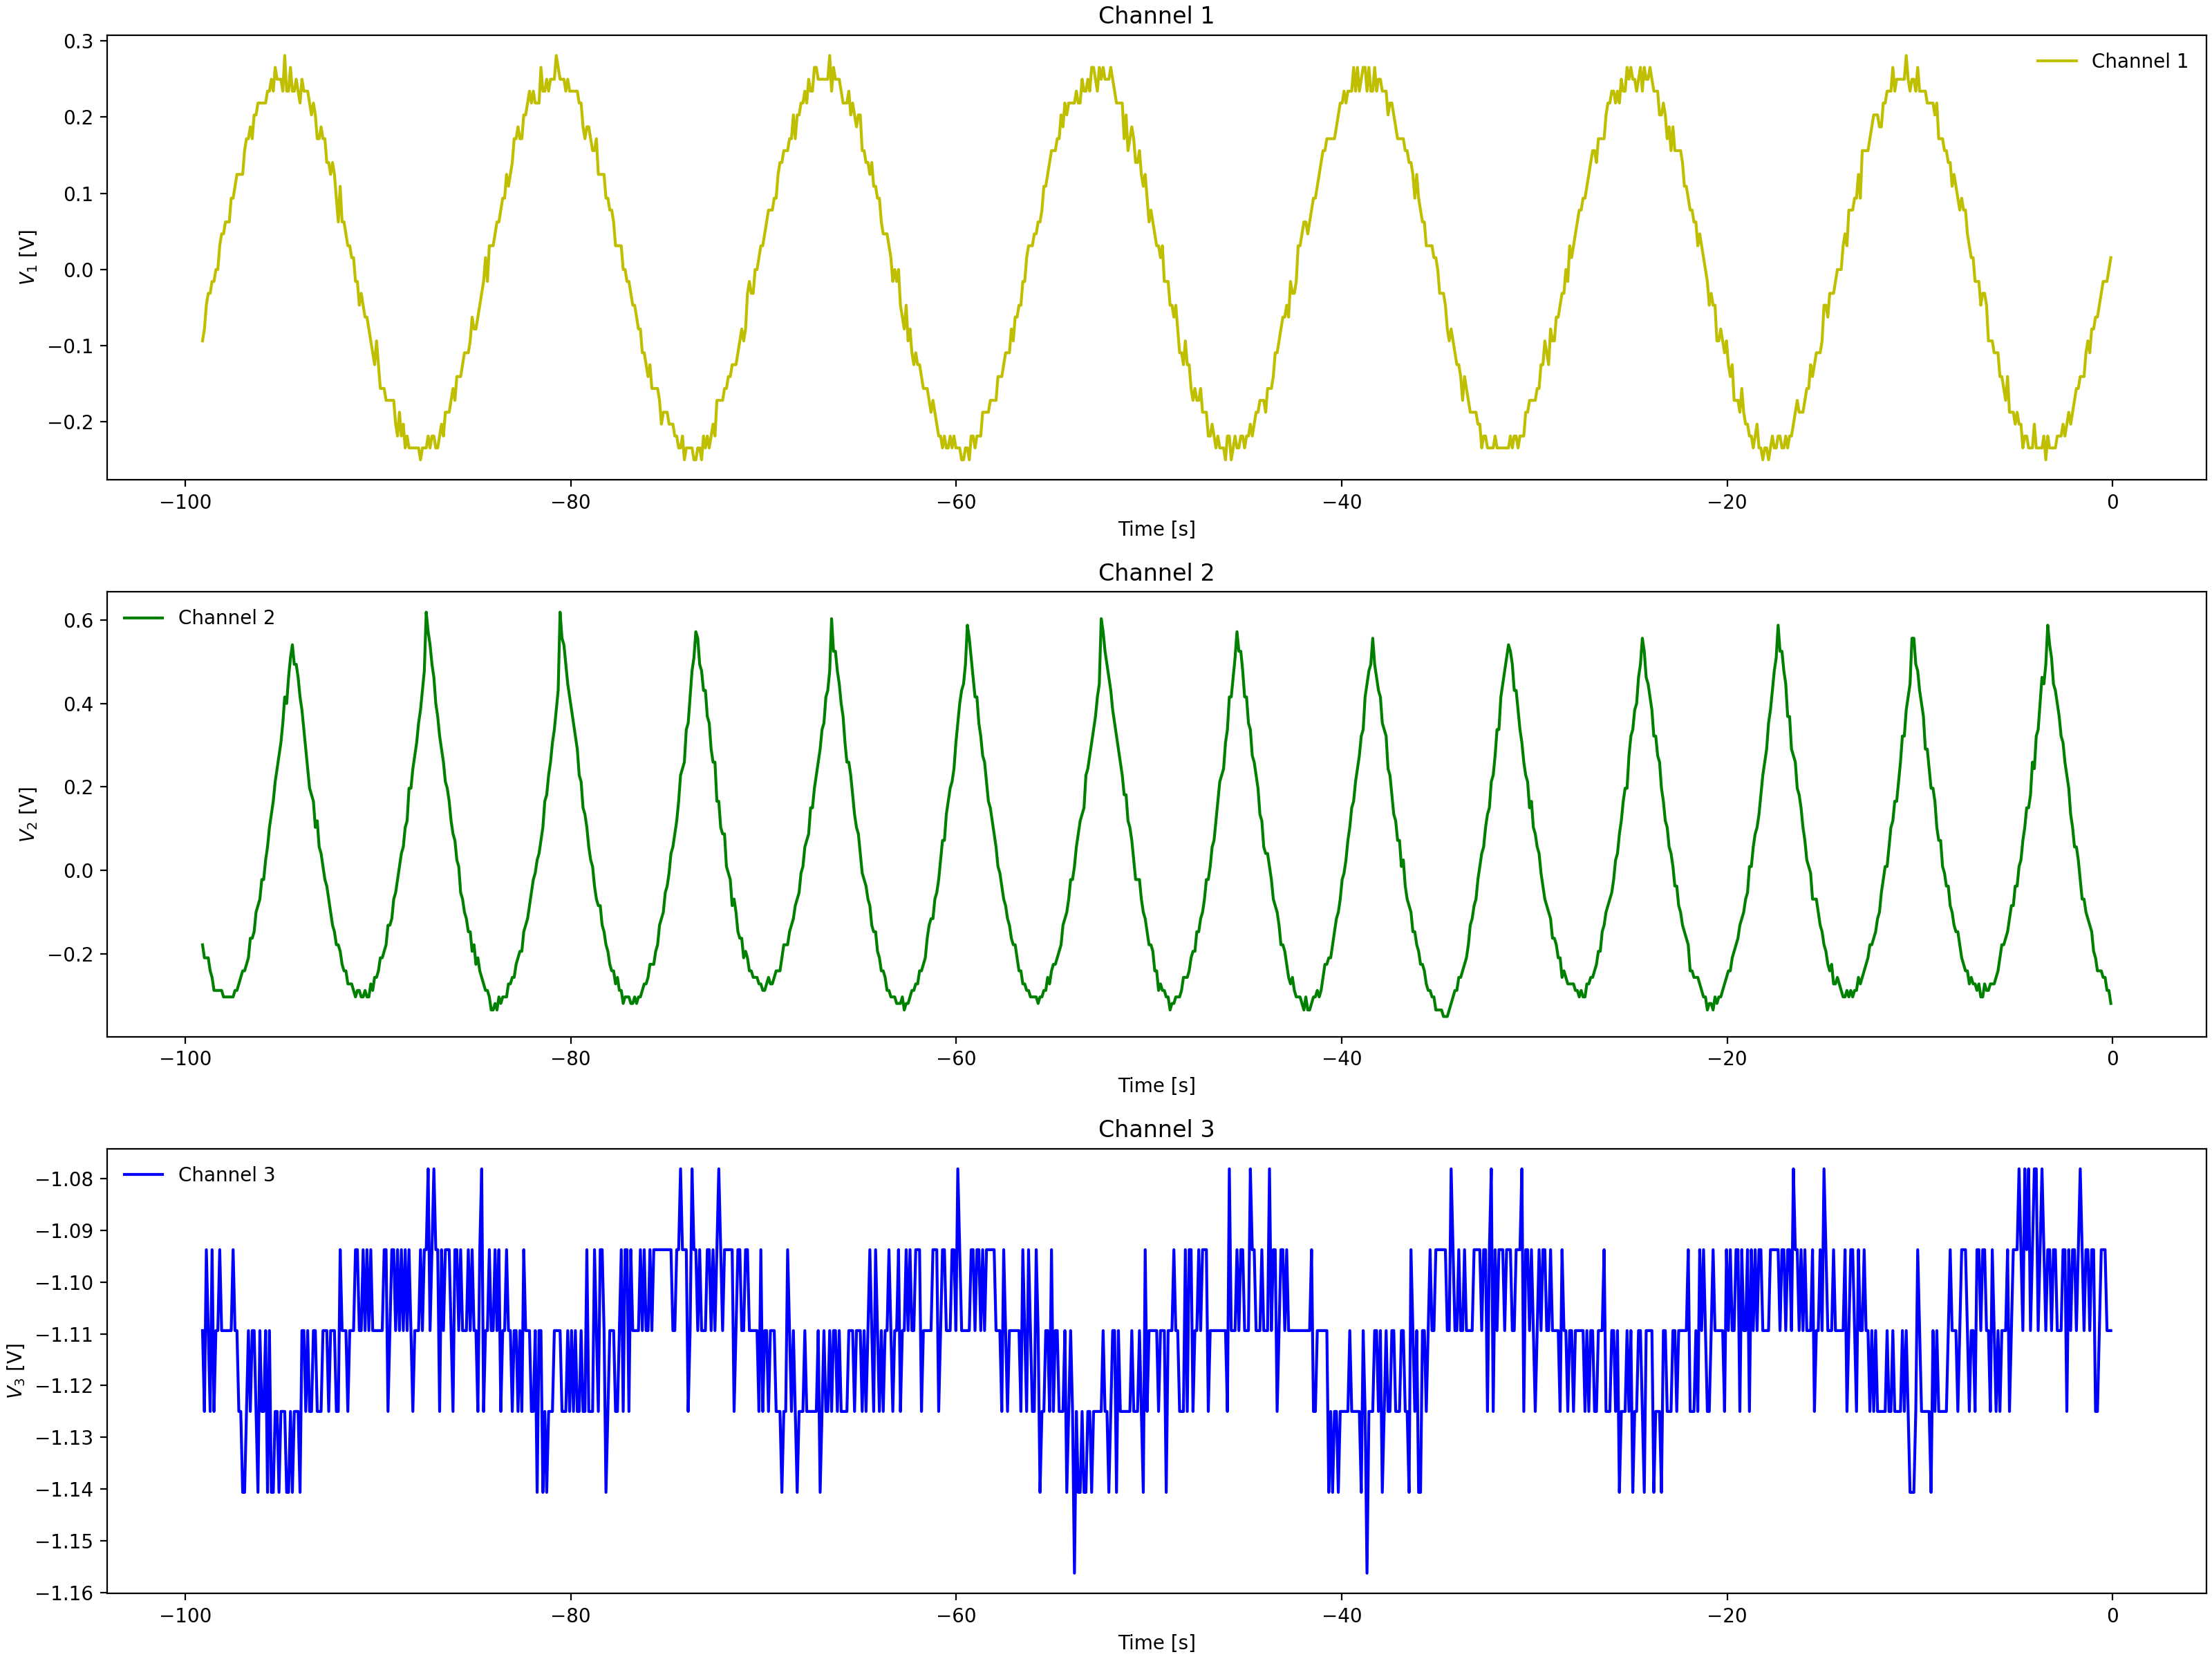 Channel 1
0.3
0.2
0.1
0.0
−0.1
−0.2
V1 [V]
Channel 1
−100 −80 −60 −40 −20 0
Time [s]
Channel 2
0.6
0.4
0.2
0.0
−0.2
V2 [V]
Channel 2
−100 −80 −60 −40 −20 0
Time [s]
Channel 3
−1.08
−1.09
−1.10
−1.11
−1.12
−1.13
−1.14
−1.15
−1.16
V3 [V]
Channel 3
−100 −80 −60 −40 −20 0
Time [s]